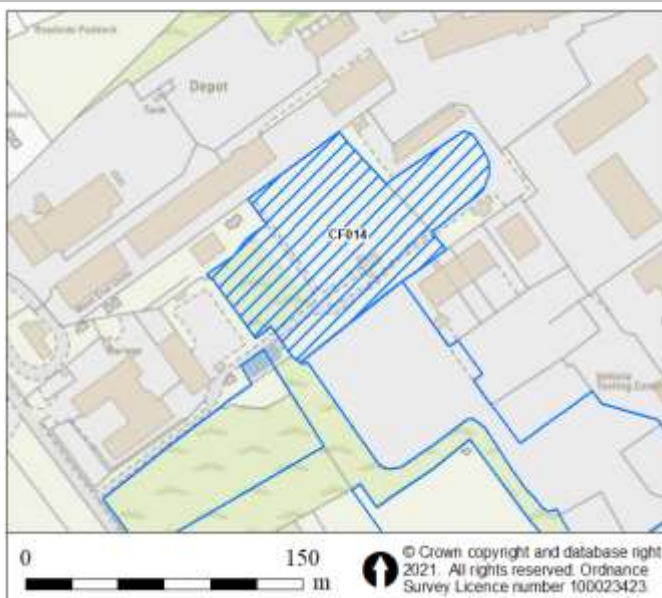 Depot
Tank
CF014
0
150
m
© Crown copyright and database right
2021. All rights reserved. Ordnance
Survey Licence number 100023423